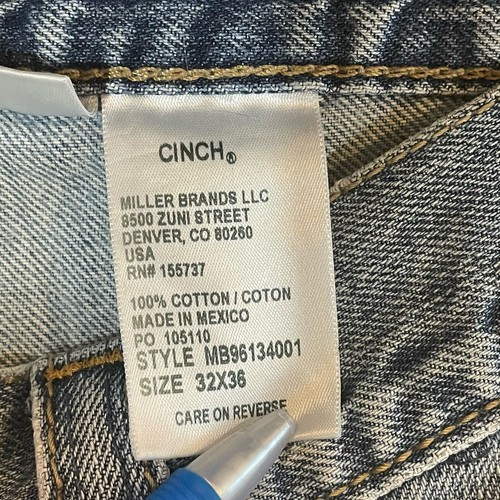 CINCH®
MILLER BRANDS LLC
8500 ZUNI STREET
DENVER, CO 80260
USA
RN# 155737
100% COTTON / COTON
MADE IN MEXICO
PO 105110
STYLE MB96134001
SIZE 32X36
CARE ON REVERSE